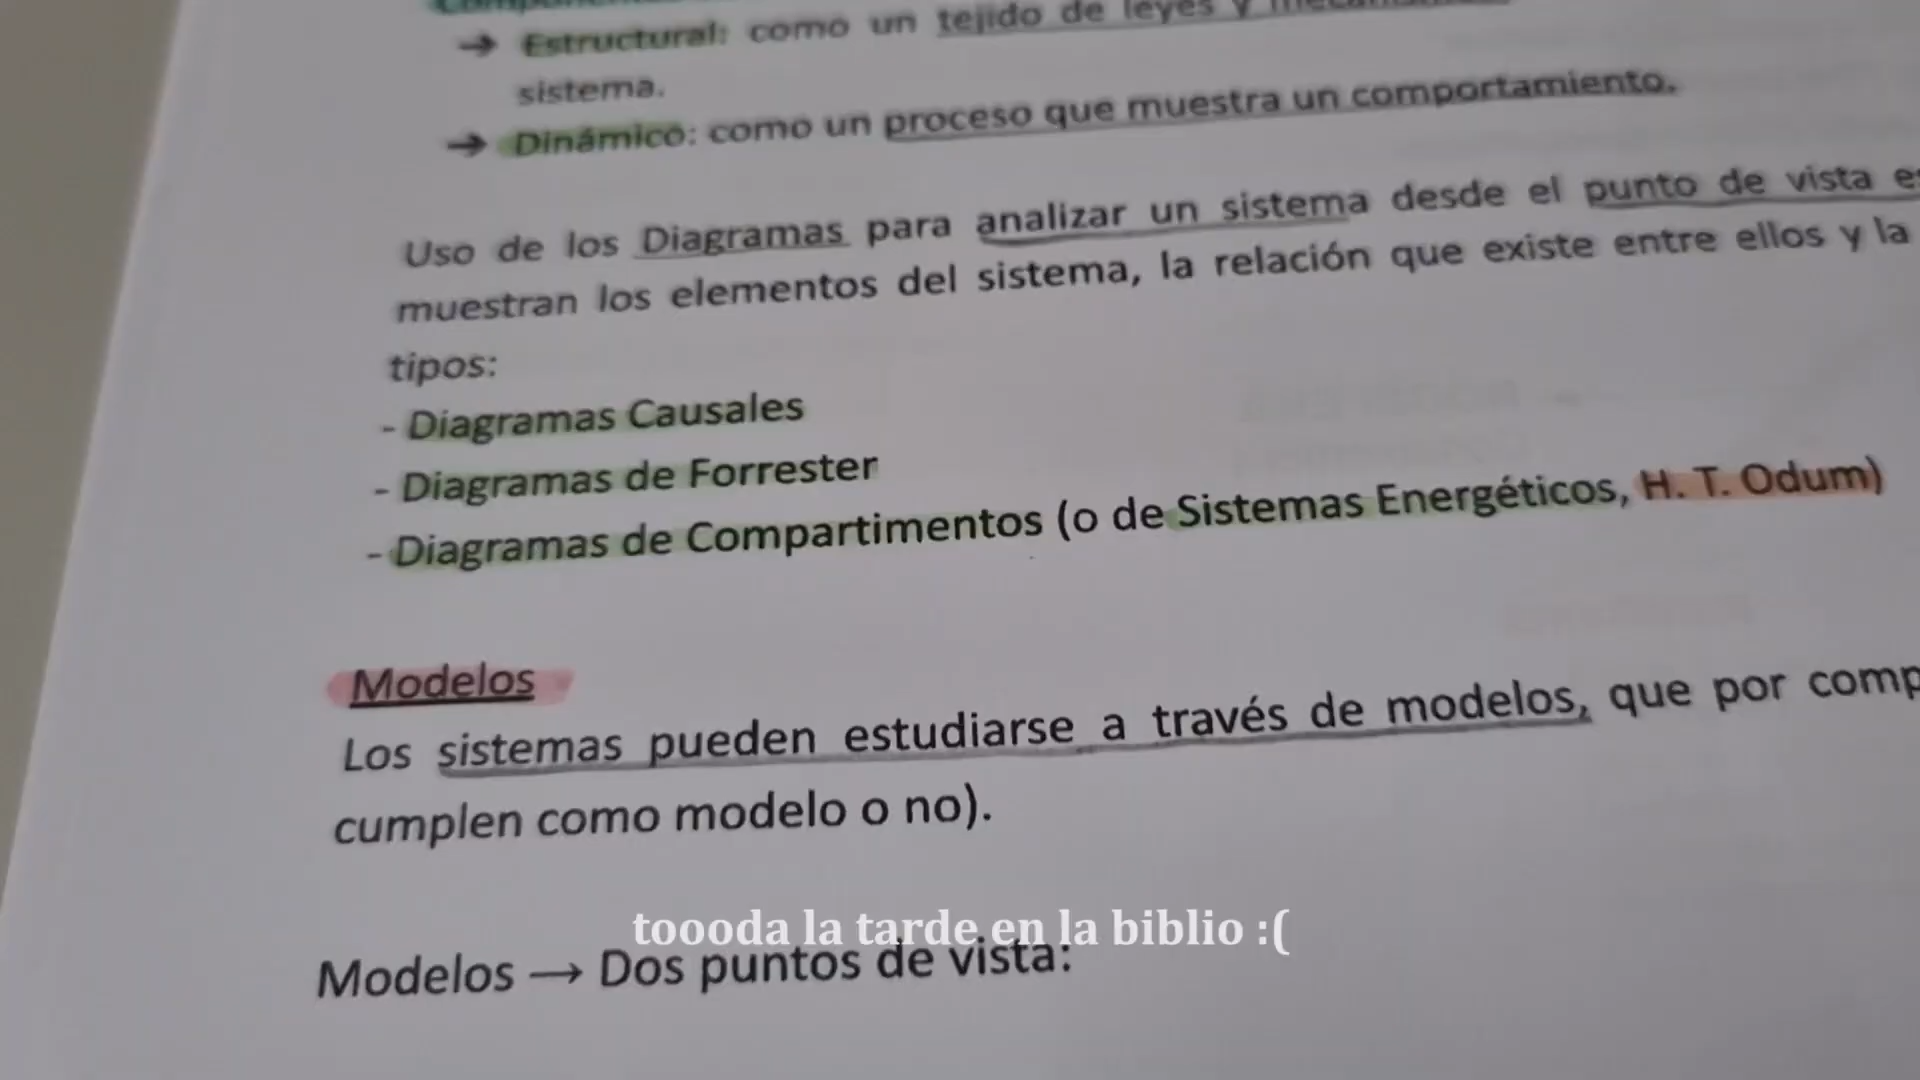 → Estructural: como un tejido de leyes y
sistema.
→ Dinámico: como un proceso que muestra un comportamiento.
Uso de los Diagramas para analizar un sistema desde el punto de vista
muestran los elementos del sistema, la relación que existe entre ellos y la
tipos:
- Diagramas Causales
- Diagramas de Forrester
- Diagramas de Compartimentos (o de Sistemas Energéticos, H. T. Odum)
Modelos
Los sistemas pueden estudiarse a través de modelos, que por
cumplen como modelo o no).
toooda la tarde en la biblio :(
Modelos → Dos puntos de vista: